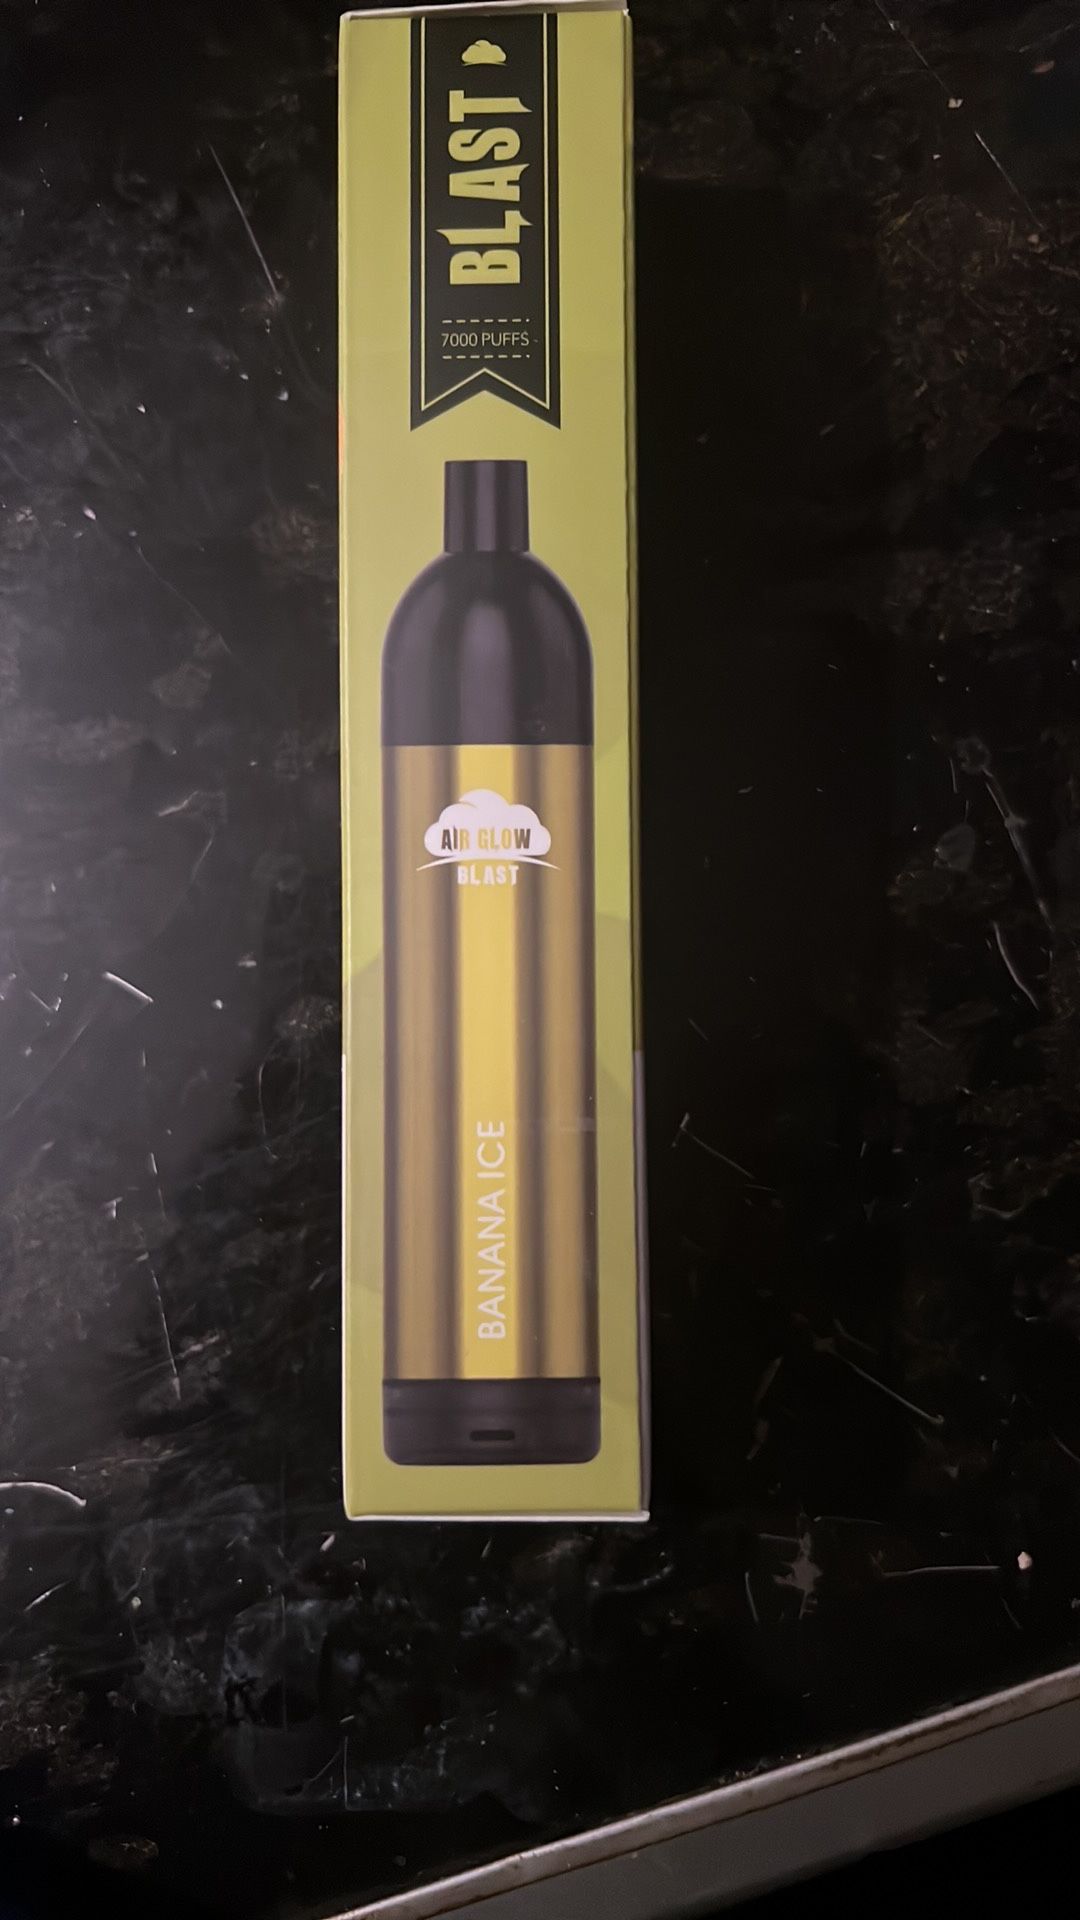 BLAST
7000 PUFFS
AIR GLOW
BLAST
BANANA ICE